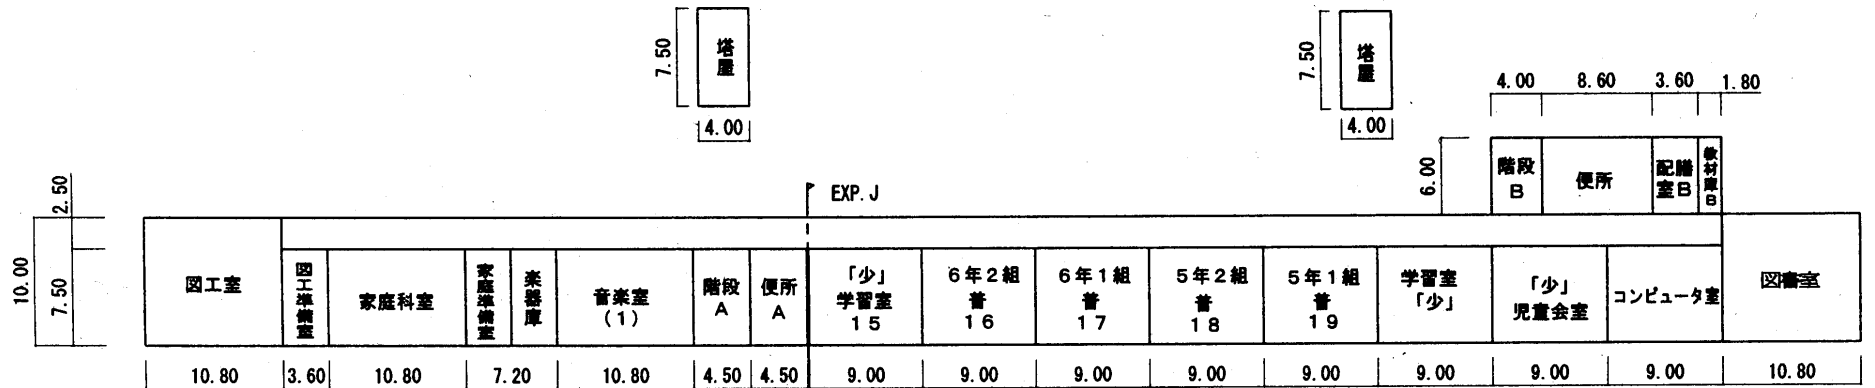 7.50
塔屋
4.00
7.50
塔屋
4.00
4.00 8.60 3.60 1.80
6.00
階段B
便所
配膳室B
教材庫B
2.50
10.00
7.50
EXP.J
図工室
図工準備室
家庭科室
家庭準備室
楽器庫
音楽室
(1)
階段
A
便所
A
「少」
学習室
15
6年2組
普
16
6年1組
普
17
5年2組
普
18
5年1組
普
19
学習室
「少」
「少」
児童会室
コンピュータ室
図書室
10.80 3.60 10.80 7.20 10.80 4.50 4.50 9.00 9.00 9.00 9.00 9.00 9.00 9.00 9.00 10.80